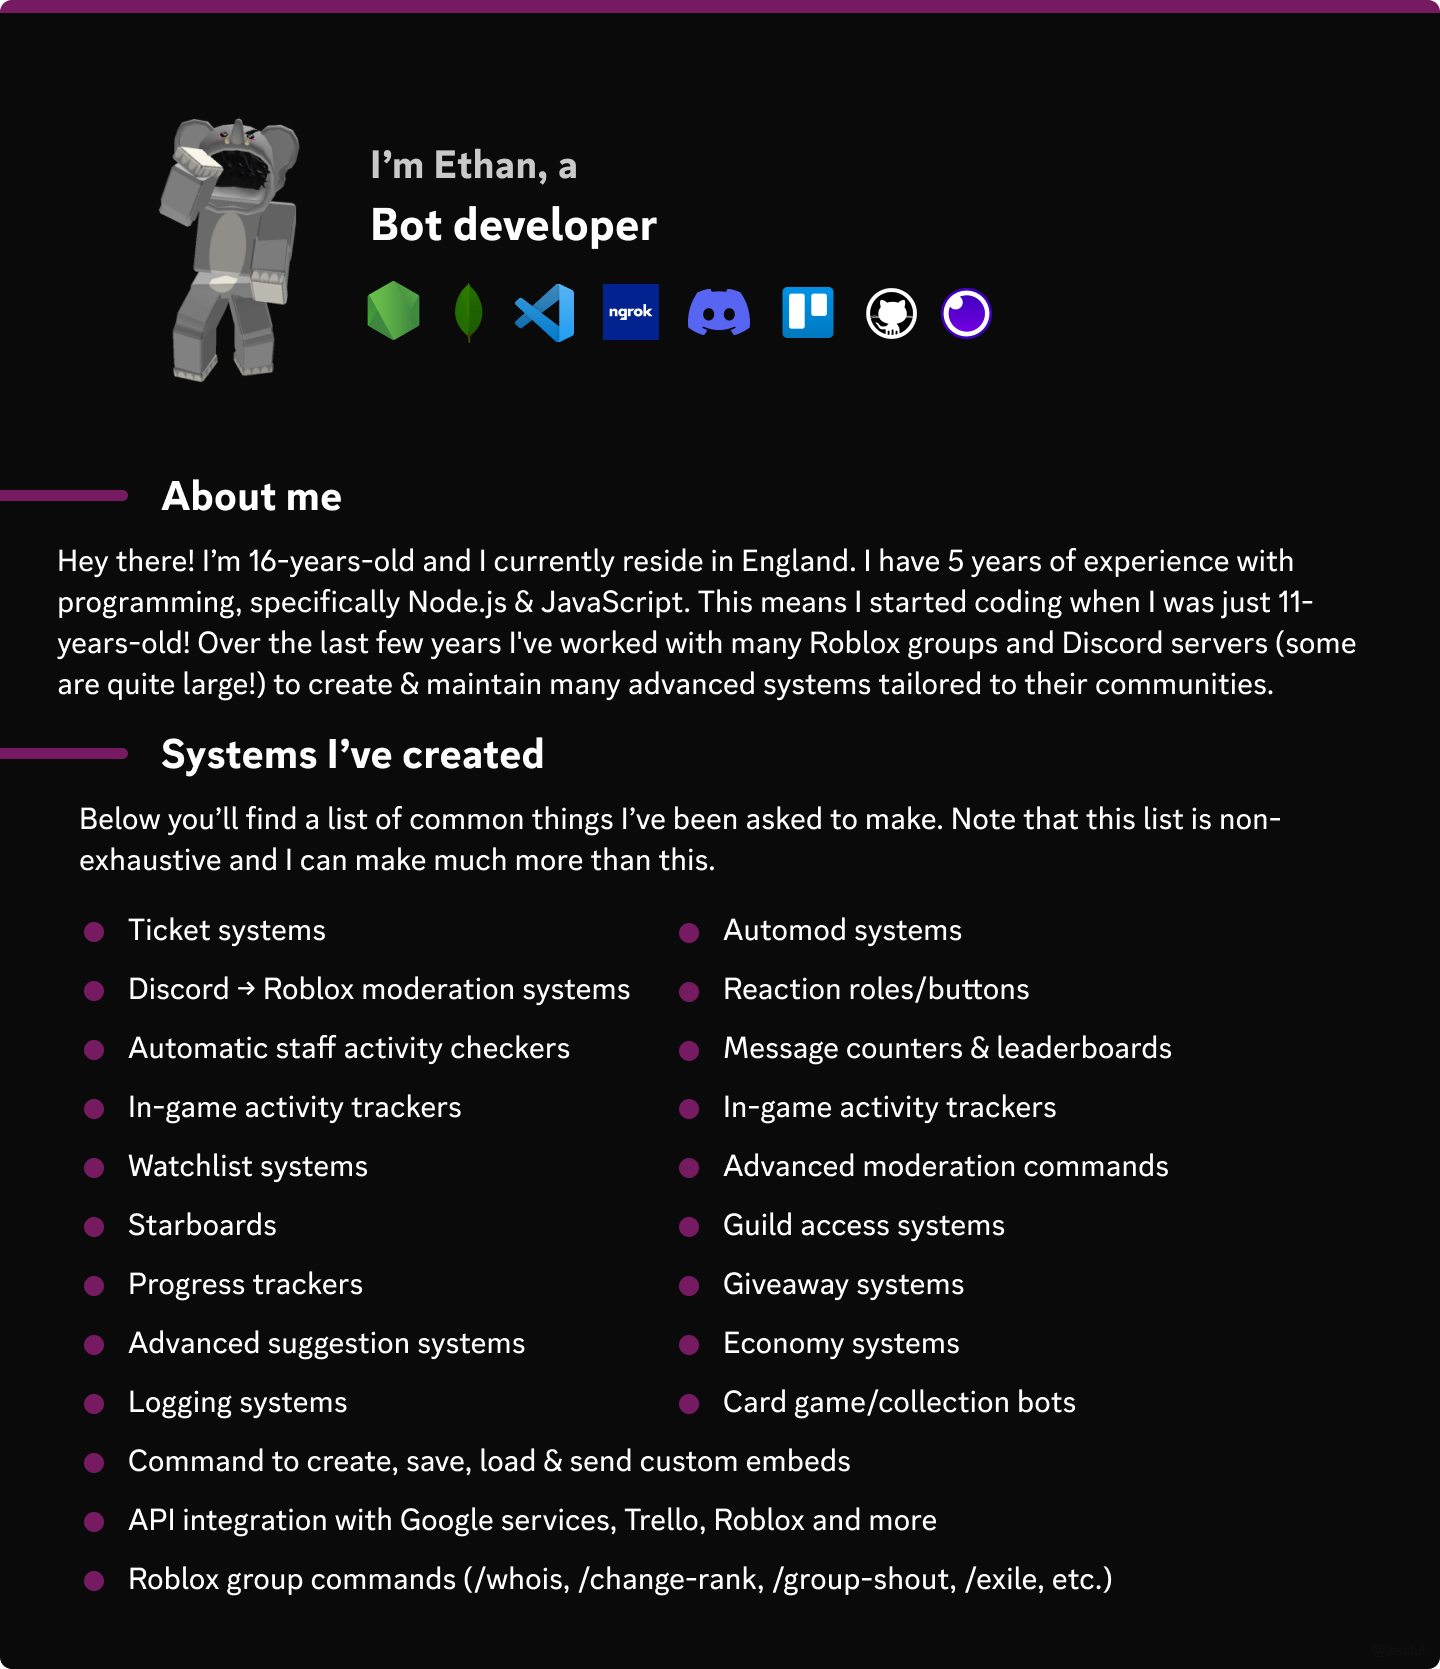 I’m Ethan, a
Bot developer
ngrok
About me
Hey there! I’m 16-years-old and I currently reside in England. I have 5 years of experience with
programming, specifically Node.js & JavaScript. This means I started coding when I was just 11-
years-old! Over the last few years I've worked with many Roblox groups and Discord servers (some
are quite large!) to create & maintain many advanced systems tailored to their communities.
Systems I’ve created
Below you’ll find a list of common things I’ve been asked to make. Note that this list is non-
exhaustive and I can make much more than this.
Ticket systems
Discord → Roblox moderation systems
Automatic staff activity checkers
In-game activity trackers
Watchlist systems
Starboards
Progress trackers
Advanced suggestion systems
Logging systems
Automod systems
Reaction roles/buttons
Message counters & leaderboards
In-game activity trackers
Advanced moderation commands
Guild access systems
Giveaway systems
Economy systems
Card game/collection bots
Command to create, save, load & send custom embeds
API integration with Google services, Trello, Roblox and more
Roblox group commands (/whois, /change-rank, /group-shout, /exile, etc.)